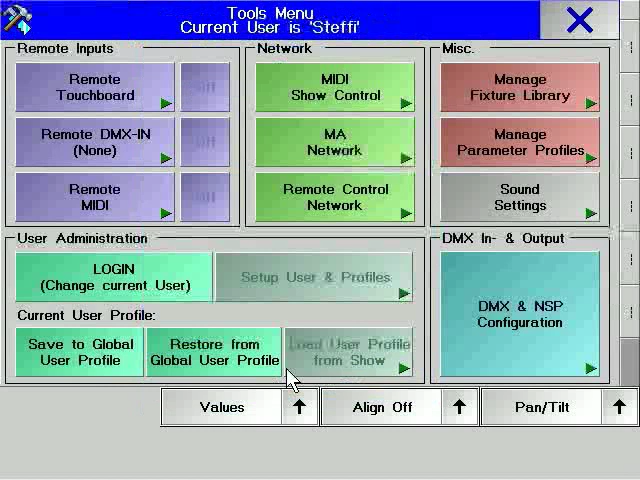 Tools Menu
Current User is 'Steffi'
Remote Inputs
Network
Misc.
Remote
Touchboard
MIDI
Show Control
Manage
Fixture Library
Remote DMX-IN
(None)
MA
Network
Manage
Parameter Profiles
Remote
MIDI
Remote Control
Network
Sound
Settings
User Administration
DMX In- & Output
LOGIN
(Change current User)
Setup User & Profiles
DMX & NSP
Configuration
Current User Profile:
Save to Global
User Profile
Restore from
Global User Profile
Load User Profile
from Show
Values
Align Off
Pan/Tilt